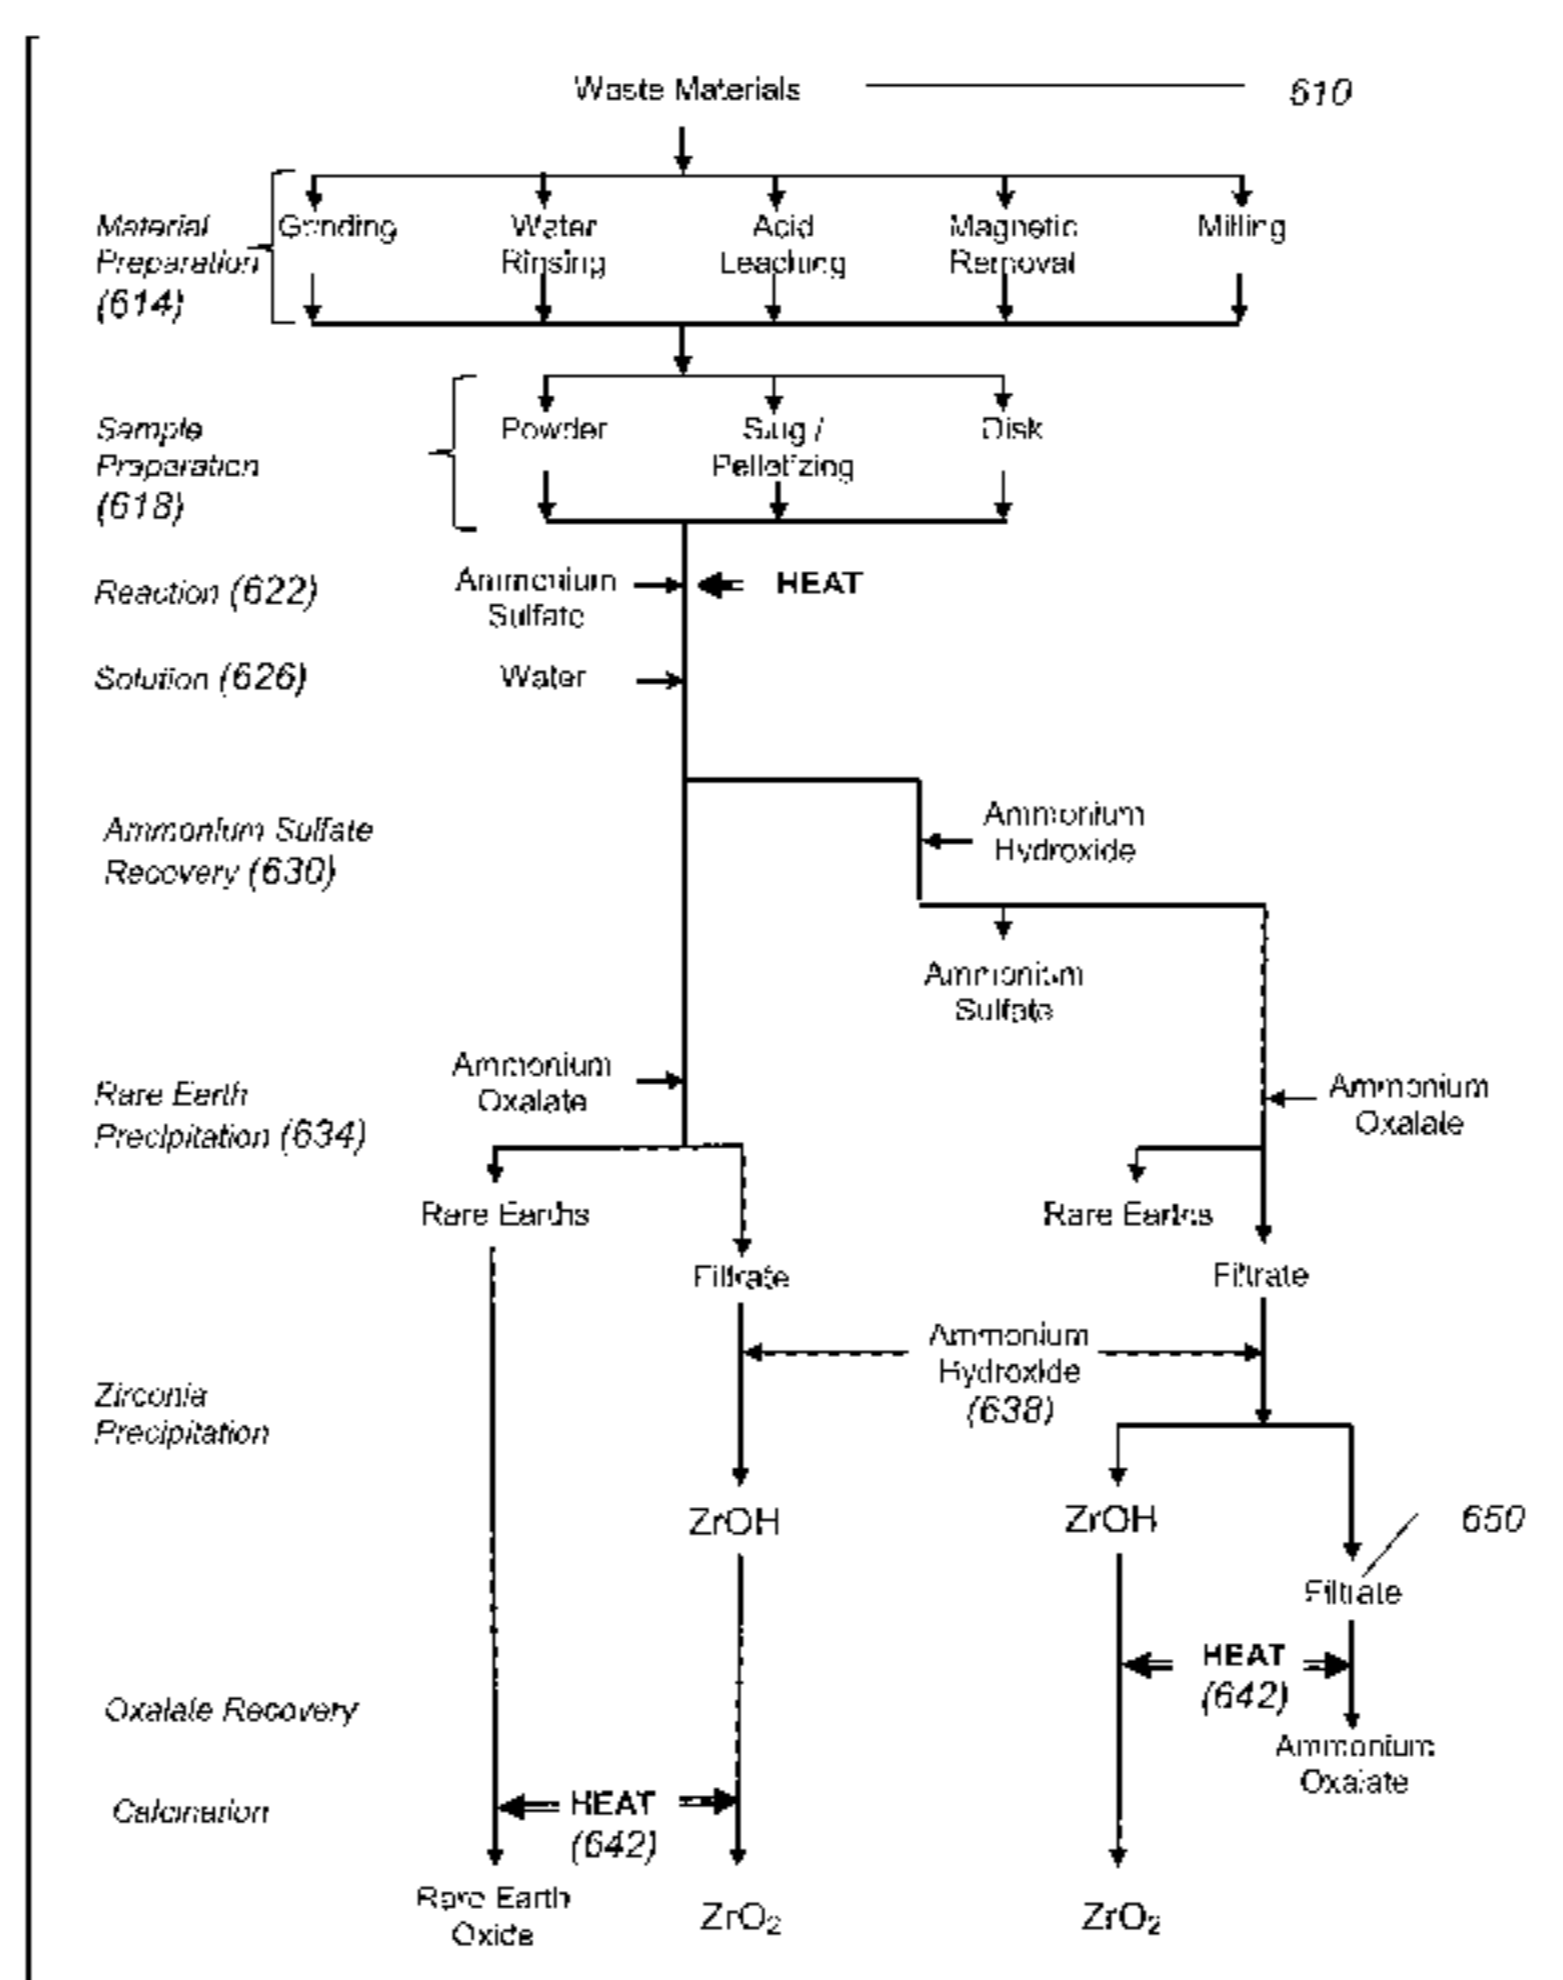 Waste Materials 610
Material
Preparation
(614)
Grinding
Water
Rinsing
Acid
Leaching
Magnetic
Removal
Milling
Sample
Preparation
(618)
Powder
Slug /
Pelletizing
Disk
Reaction (622)
Ammonium
Sulfate
HEAT
Solution (626)
Water
Ammonium Sulfate
Recovery (630)
Ammonium
Hydroxide
Ammonium
Sulfate
Rare Earth
Precipitation (634)
Ammonium
Oxalate
Ammonium
Oxalate
Rare Earths
Filtrate
Rare Earths
Filtrate
Zirconia
Precipitation
Ammonium
Hydroxide
(638)
ZrOH
ZrOH
650
Filtrate
Oxalate Recovery
HEAT
(642)
Ammonium
Oxalate
Calcination
HEAT
(642)
Rare Earth
Oxide
ZrO₂
ZrO₂